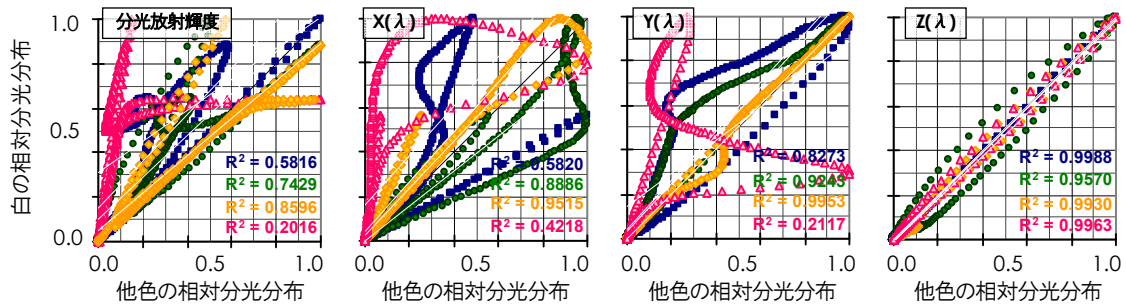 白の相対分光分布
1.0
0.5
0.0
分光放射輝度
R² = 0.5816
R² = 0.7429
R² = 0.8596
R² = 0.2016
0.0 0.5 1.0
他色の相対分光分布
X(λ)
R² = 0.5820
R² = 0.8886
R² = 0.9515
R² = 0.4218
0.0 0.5 1.0
他色の相対分光分布
Y(λ)
R² = 0.8273
R² = 0.9243
R² = 0.9953
R² = 0.2117
0.0 0.5 1.0
他色の相対分光分布
Z(λ)
R² = 0.9988
R² = 0.9570
R² = 0.9930
R² = 0.9963
0.0 0.5 1.0
他色の相対分光分布